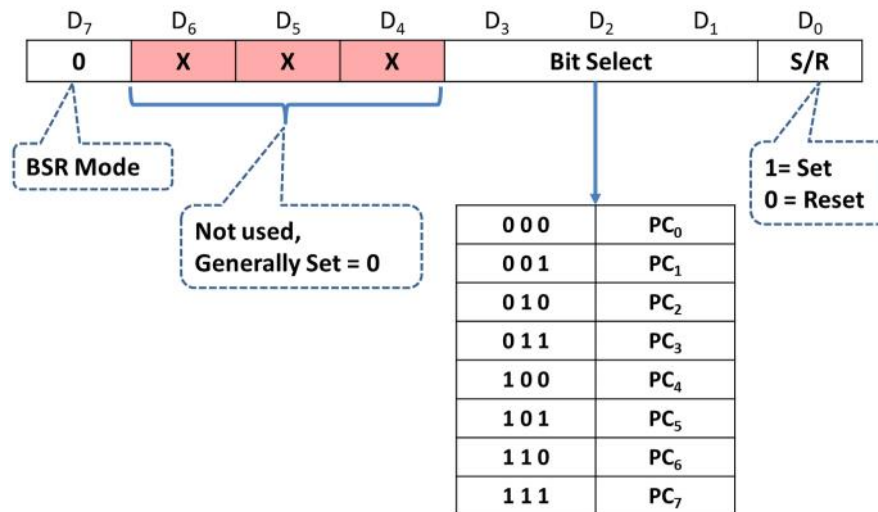 D₇ D₆ D₅ D₄ D₃ D₂ D₁ D₀
0 X X X Bit Select S/R
BSR Mode
Not used,
Generally Set = 0
1= Set
0 = Reset
0 0 0 PC₀
0 0 1 PC₁
0 1 0 PC₂
0 1 1 PC₃
1 0 0 PC₄
1 0 1 PC₅
1 1 0 PC₆
1 1 1 PC₇